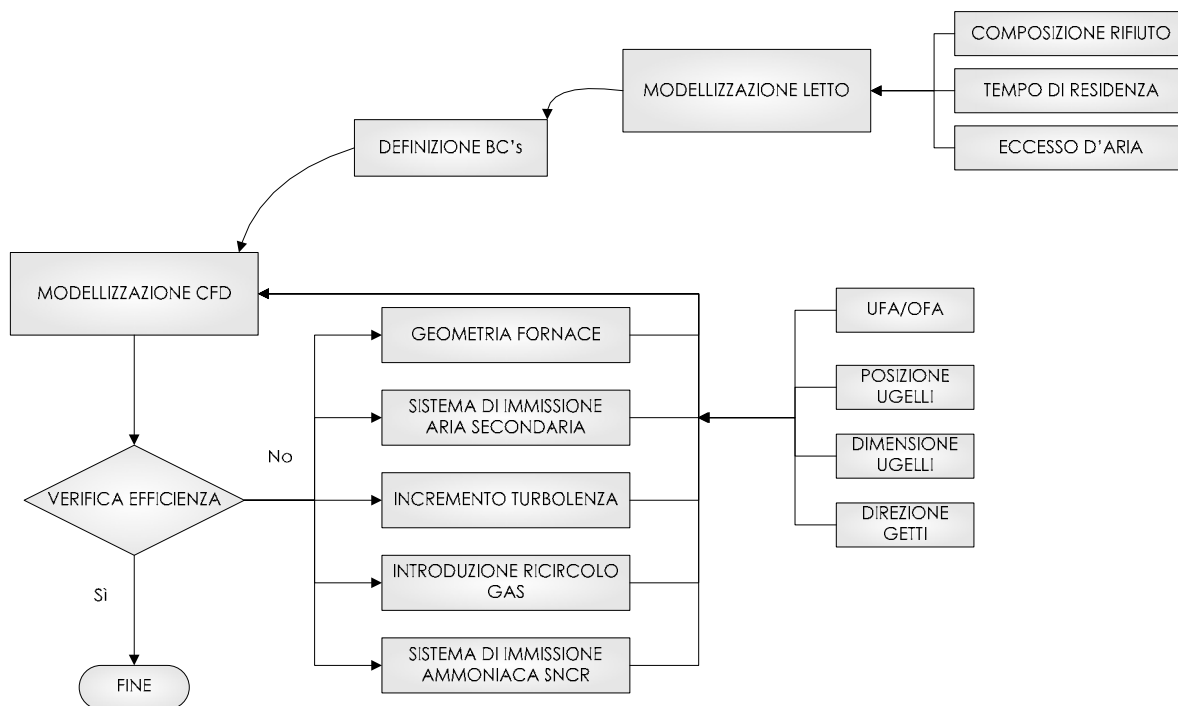 COMPOSIZIONE RIFIUTO
MODELLIZZAZIONE LETTO
TEMPO DI RESIDENZA
DEFINIZIONE BC's
ECCESSO D'ARIA
MODELLIZZAZIONE CFD
UFA/OFA
GEOMETRIA FORNACE
POSIZIONE
UGELLI
SISTEMA DI IMMISSIONE
ARIA SECONDARIA
No
DIMENSIONE
UGELLI
VERIFICA EFFICIENZA
INCREMENTO TURBOLENZA
DIREZIONE
GETTI
INTRODUZIONE RICIRCOLO
GAS
Sì
SISTEMA DI IMMISSIONE
AMMONIACA SNCR
FINE